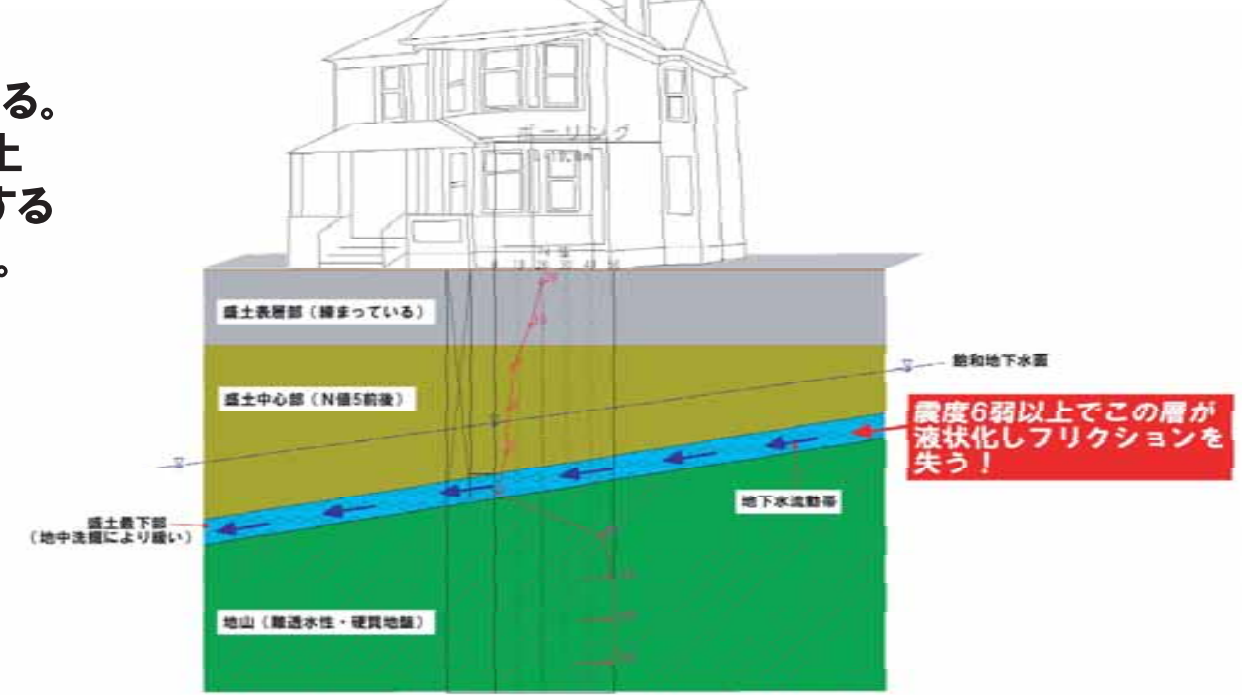 る。
土
する
。
ボーリング
盛土表層部（締まっている）
飽和地下水面
盛土中心部（N値5前後）
震度6弱以上でこの層が
液状化しフリクションを
失う！
地下水流動帯
盛土最下部
（地中洗掘により緩い）
地山（難透水性・硬質地盤）